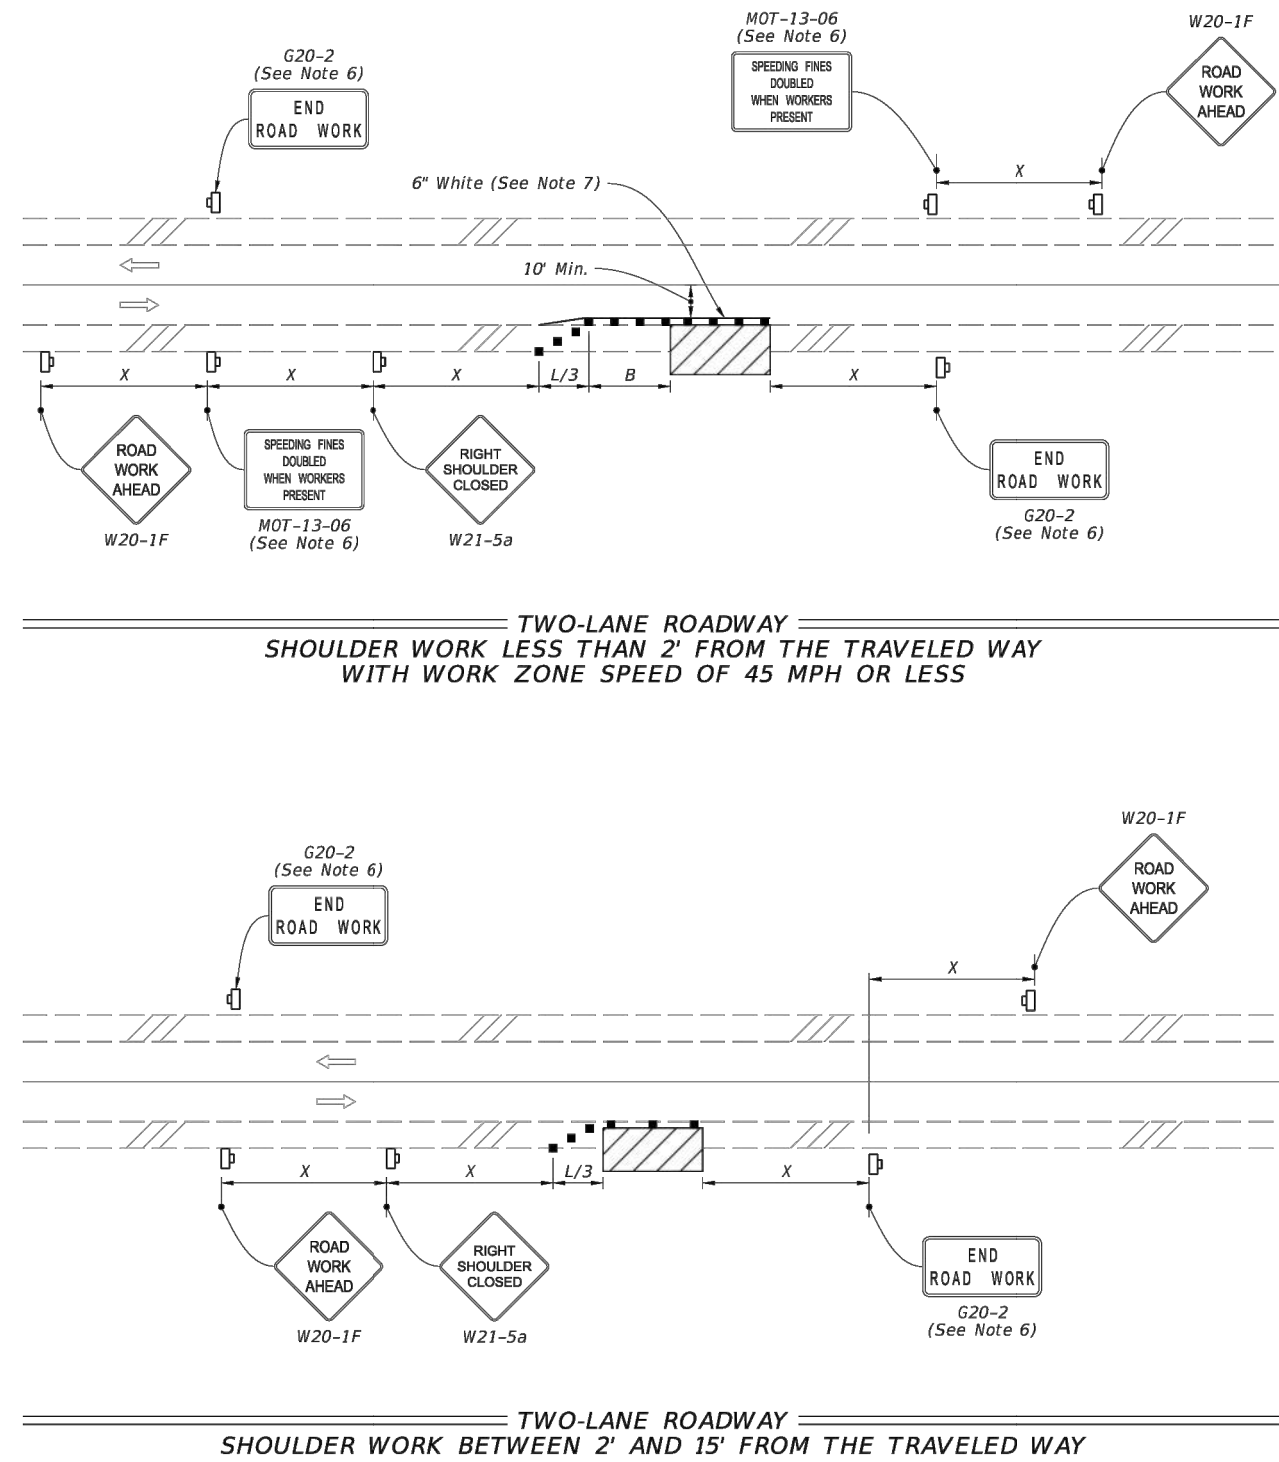 MOT-13-06
(See Note 6)
SPEEDING FINES
DOUBLED
WHEN WORKERS
PRESENT
W20-1F
ROAD
WORK
AHEAD
G20-2
(See Note 6)
END
ROAD WORK
X
6" White (See Note 7)
10' Min.
X
X
X
L/3
B
X
ROAD
WORK
AHEAD
W20-1F
SPEEDING FINES
DOUBLED
WHEN WORKERS
PRESENT
MOT-13-06
(See Note 6)
RIGHT
SHOULDER
CLOSED
W21-5a
END
ROAD WORK
G20-2
(See Note 6)
TWO-LANE ROADWAY
SHOULDER WORK LESS THAN 2' FROM THE TRAVELED WAY
WITH WORK ZONE SPEED OF 45 MPH OR LESS
W20-1F
ROAD
WORK
AHEAD
G20-2
(See Note 6)
END
ROAD WORK
X
X
X
L/3
X
ROAD
WORK
AHEAD
W20-1F
RIGHT
SHOULDER
CLOSED
W21-5a
END
ROAD WORK
G20-2
(See Note 6)
TWO-LANE ROADWAY
SHOULDER WORK BETWEEN 2' AND 15' FROM THE TRAVELED WAY